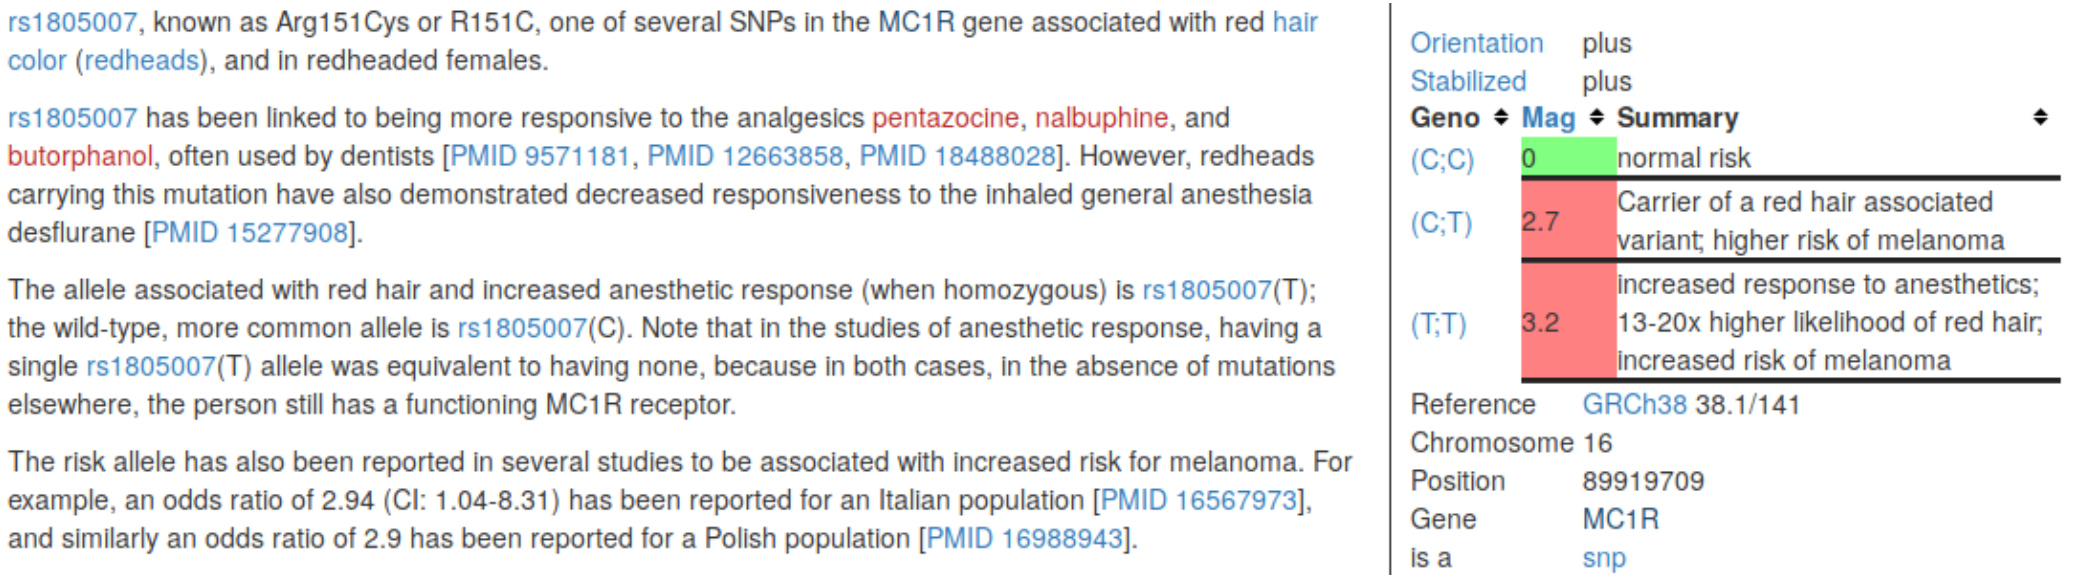 rs1805007, known as Arg151Cys or R151C, one of several SNPs in the MC1R gene associated with red hair
color (redheads), and in redheaded females.
rs1805007 has been linked to being more responsive to the analgesics pentazocine, nalbuphine, and
butorphanol, often used by dentists [PMID 9571181, PMID 12663858, PMID 18488028]. However, redheads
carrying this mutation have also demonstrated decreased responsiveness to the inhaled general anesthesia
desflurane [PMID 15277908].
The allele associated with red hair and increased anesthetic response (when homozygous) is rs1805007(T);
the wild-type, more common allele is rs1805007(C). Note that in the studies of anesthetic response, having a
single rs1805007(T) allele was equivalent to having none, because in both cases, in the absence of mutations
elsewhere, the person still has a functioning MC1R receptor.
The risk allele has also been reported in several studies to be associated with increased risk for melanoma. For
example, an odds ratio of 2.94 (CI: 1.04-8.31) has been reported for an Italian population [PMID 16567973],
and similarly an odds ratio of 2.9 has been reported for a Polish population [PMID 16988943].
Orientation plus
Stabilized plus
Geno Mag Summary
(C;C) 0 normal risk
(C;T) 2.7 Carrier of a red hair associated
variant; higher risk of melanoma
(T;T) 3.2 increased response to anesthetics;
13-20x higher likelihood of red hair;
increased risk of melanoma
Reference GRCh38 38.1/141
Chromosome 16
Position 89919709
Gene MC1R
is a snp